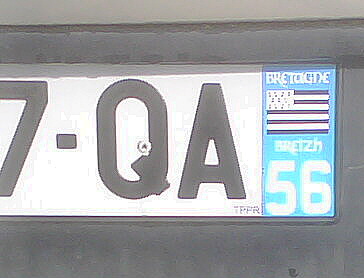 7-QA
BRETAGNE
BREIZH
56
TPPR